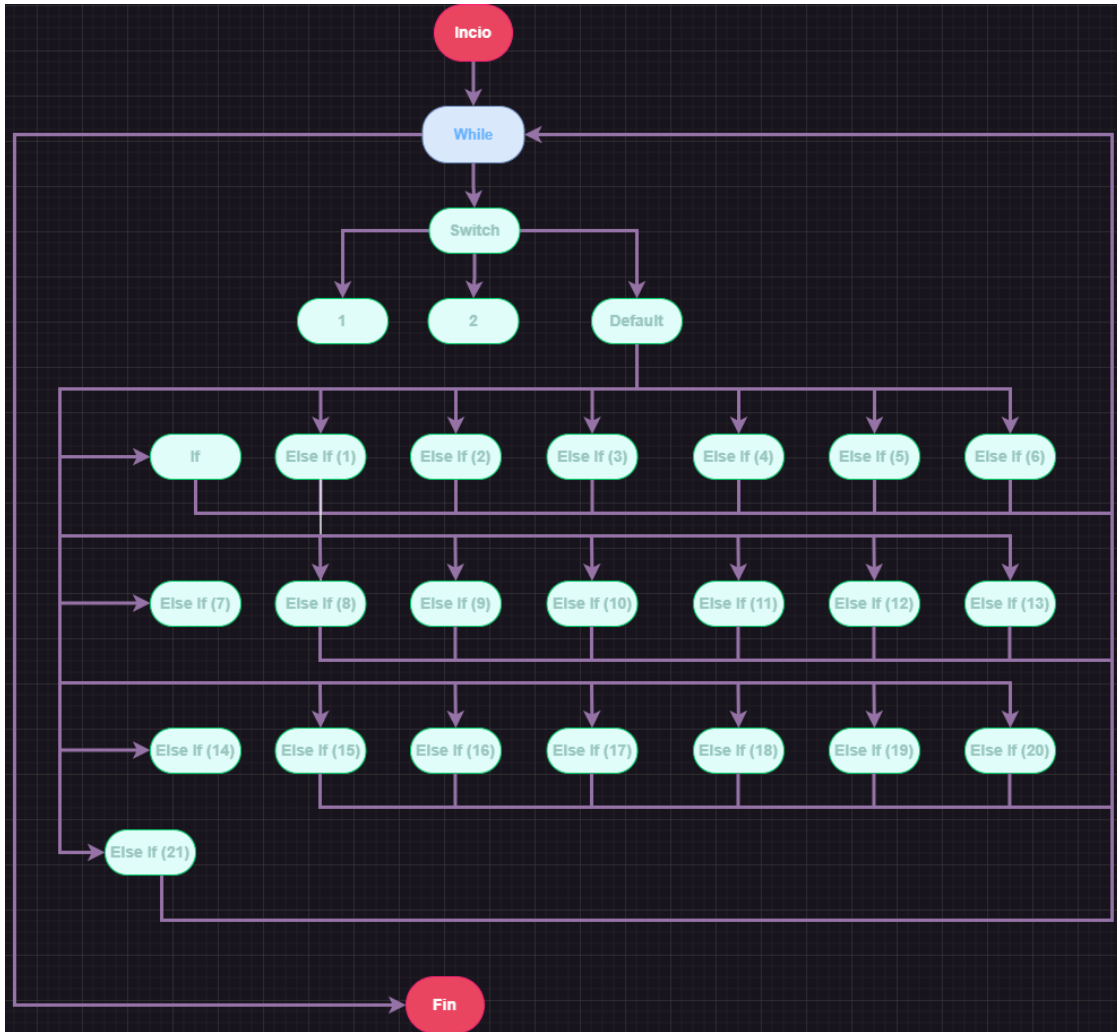 Incio
While
Switch
1
2
Default
If
Else If (1)
Else If (2)
Else If (3)
Else If (4)
Else If (5)
Else If (6)
Else If (7)
Else If (8)
Else If (9)
Else If (10)
Else If (11)
Else If (12)
Else If (13)
Else If (14)
Else If (15)
Else If (16)
Else If (17)
Else If (18)
Else If (19)
Else If (20)
Else If (21)
Fin